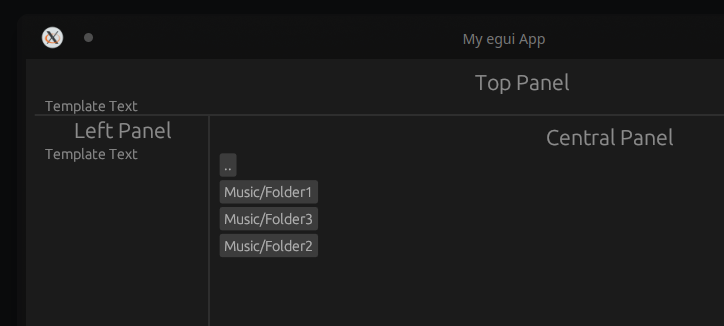 My egui App
Top Panel
Template Text
Left Panel
Template Text
Central Panel
..
Music/Folder1
Music/Folder3
Music/Folder2